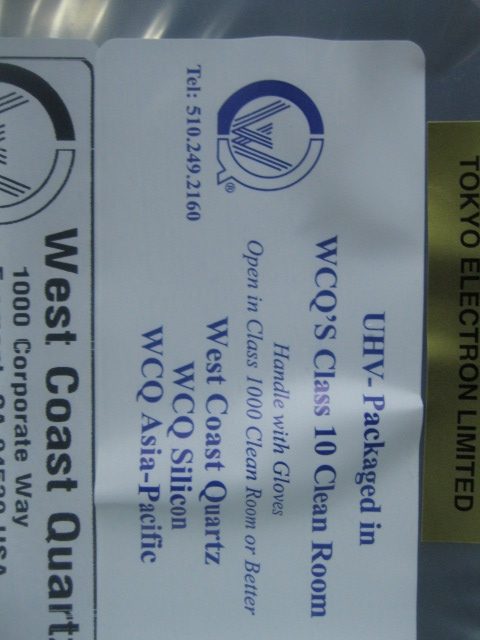 TOKYO ELECTRON LIMITED
UHV- Packaged in
WCQ'S Class 10 Clean Room
Handle with Gloves
Open in Class 1000 Clean Room or Better
West Coast Quartz
WCQ Silicon
WCQ Asia-Pacific
WCQ®
Tel: 510.249.2160
West Coast Quartz
1000 Corporate Way